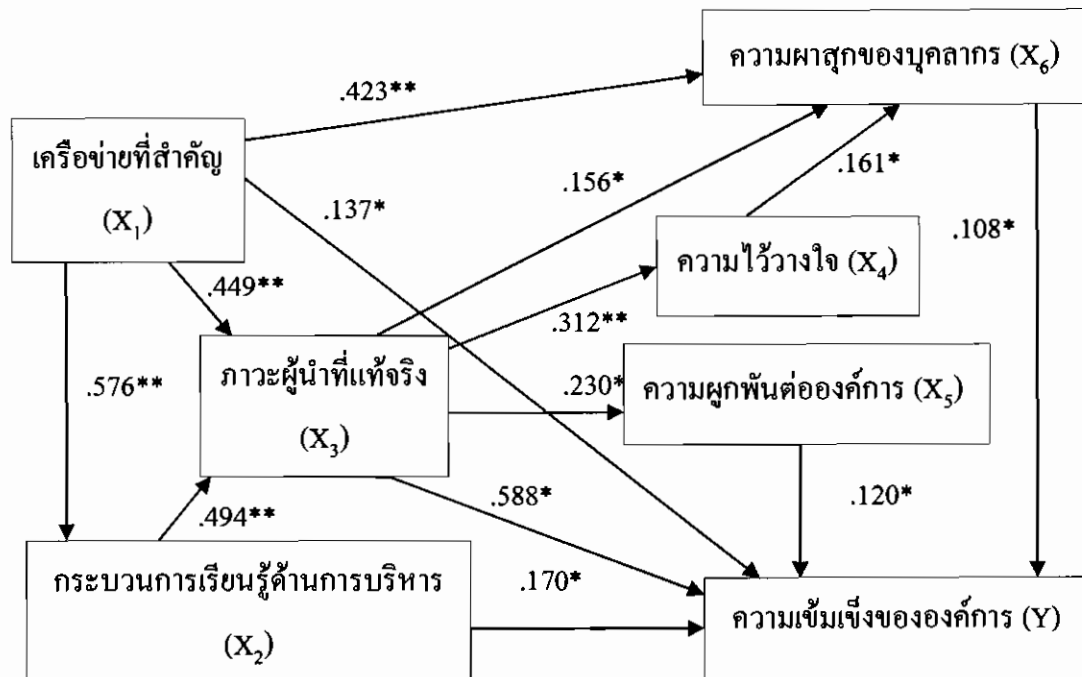 ความผาสุกของบุคลากร (X6)
.423**
เครือข่ายที่สำคัญ
(X1)
.156*
.161*
.137*
.108*
ความไว้วางใจ (X4)
.449**
.312**
ภาวะผู้นำที่แท้จริง
(X3)
.576**
.230*
ความผูกพันต่อองค์การ (X5)
.588*
.120*
.494**
กระบวนการเรียนรู้ด้านการบริหาร
(X2)
.170*
ความเข้มเข็งขององค์การ (Y)